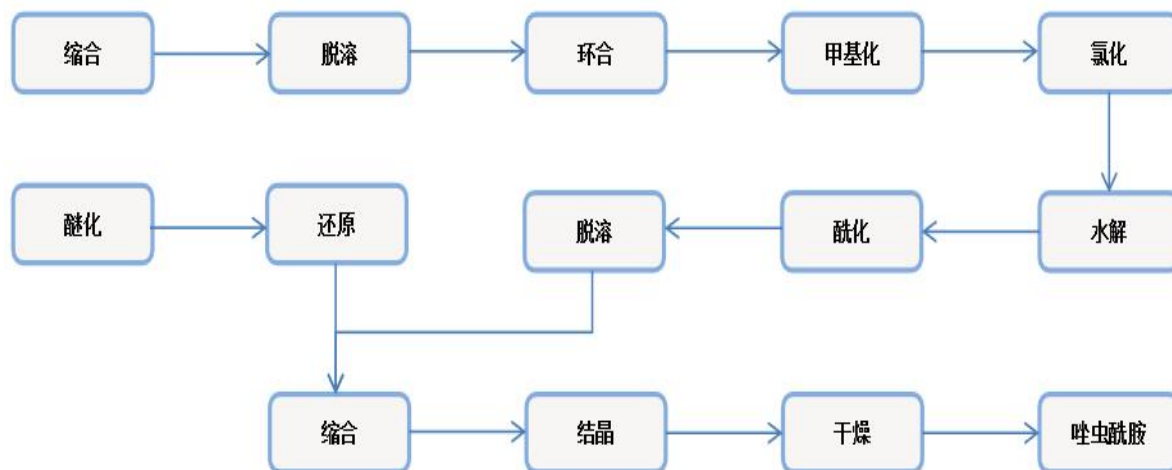 缩合
脱溶
环合
甲基化
氯化
醚化
还原
脱溶
酰化
水解
缩合
结晶
干燥
唑虫酰胺